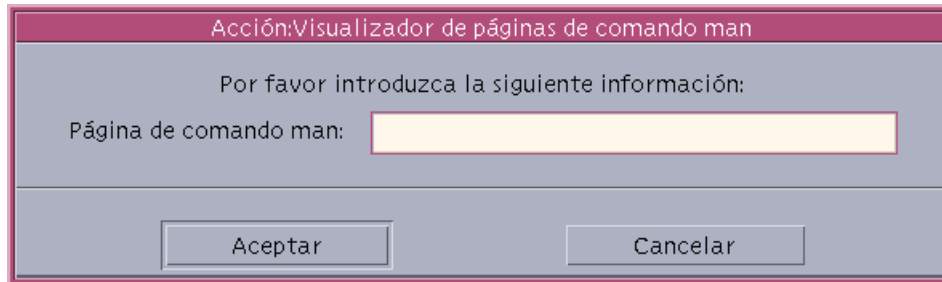 Acción:Visualizador de páginas de comando man
Por favor introduzca la siguiente información:
Página de comando man:
Aceptar Cancelar